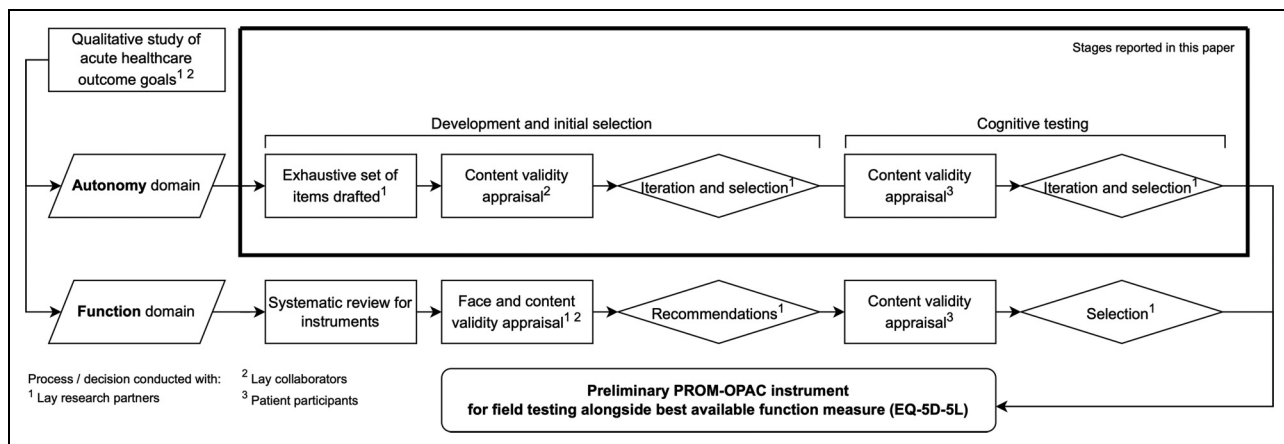 Qualitative study of
acute healthcare
outcome goals1 2
Stages reported in this paper
Development and initial selection
Cognitive testing
Autonomy domain
Exhaustive set of
items drafted1
Content validity
appraisal2
Iteration and selection1
Content validity
appraisal3
Iteration and selection1
Function domain
Systematic review for
instruments
Face and content
validity appraisal1 2
Recommendations1
Content validity
appraisal3
Selection1
Process / decision conducted with:
1 Lay research partners
2 Lay collaborators
3 Patient participants
Preliminary PROM-OPAC instrument
for field testing alongside best available function measure (EQ-5D-5L)